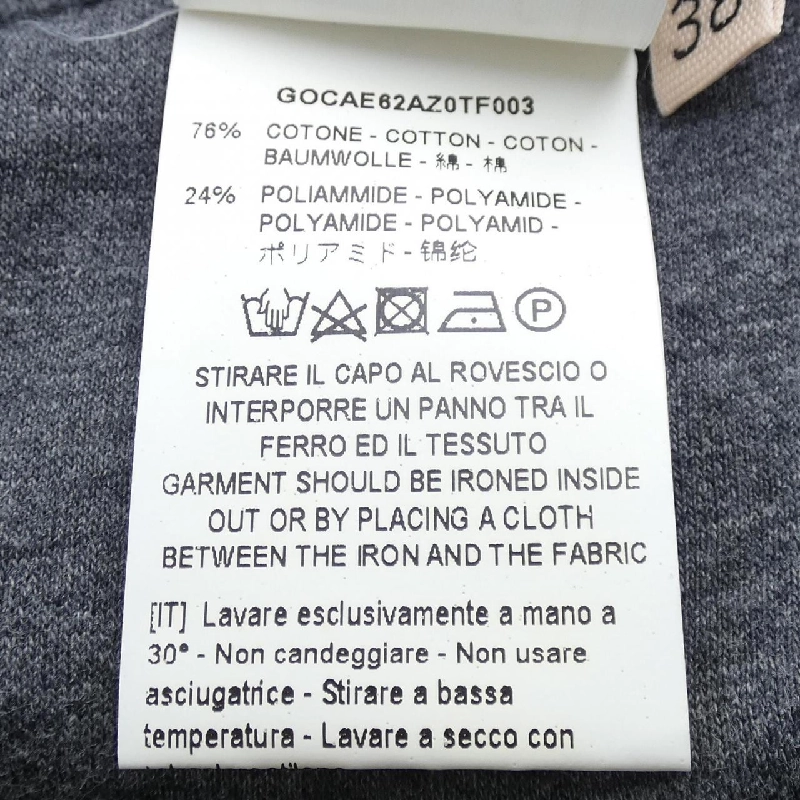 38
GOCAE62AZ0TF003
76% COTONE - COTTON - COTON -
BAUMWOLLE - 綿 - 棉
24% POLIAMMIDE - POLYAMIDE -
POLYAMIDE - POLYAMID -
ポリアミド - 锦纶
P
STIRARE IL CAPO AL ROVESCIO O
INTERPORRE UN PANNO TRA IL
FERRO ED IL TESSUTO
GARMENT SHOULD BE IRONED INSIDE
OUT OR BY PLACING A CLOTH
BETWEEN THE IRON AND THE FABRIC
[IT] Lavare esclusivamente a mano a
30° - Non candeggiare - Non usare
asciugatrice - Stirare a bassa
temperatura - Lavare a secco con